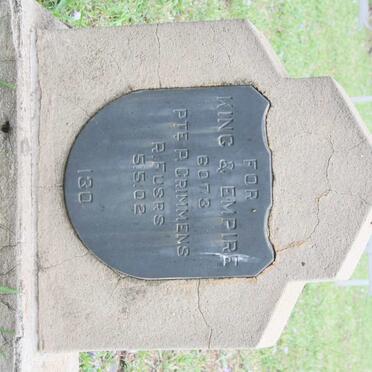 FOR
KING & EMPIRE
6073
PTE P. CRIMMENS
R. FUSRS
5.5.02
130